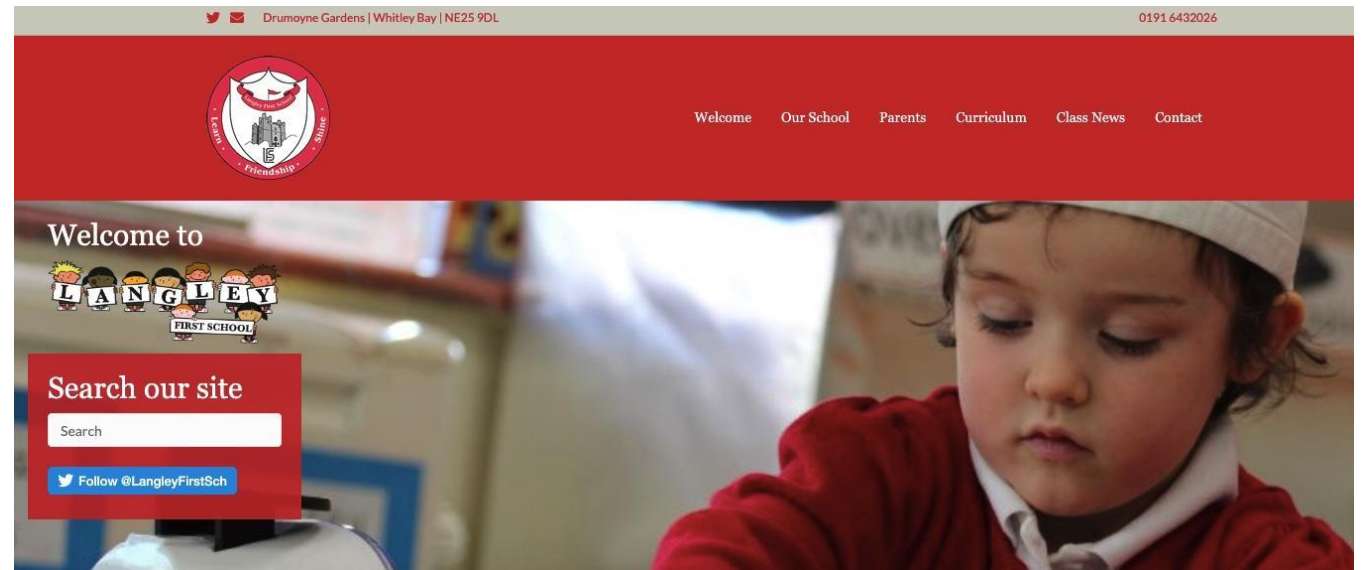 Drumoyne Gardens | Whitley Bay | NE25 9DL
0191 6432026
Langley First School
Learn · Friendship · Shine
LFS
Welcome
Our School
Parents
Curriculum
Class News
Contact
Welcome to
LANGLEY
FIRST SCHOOL
Search our site
Search
Follow @LangleyFirstSch